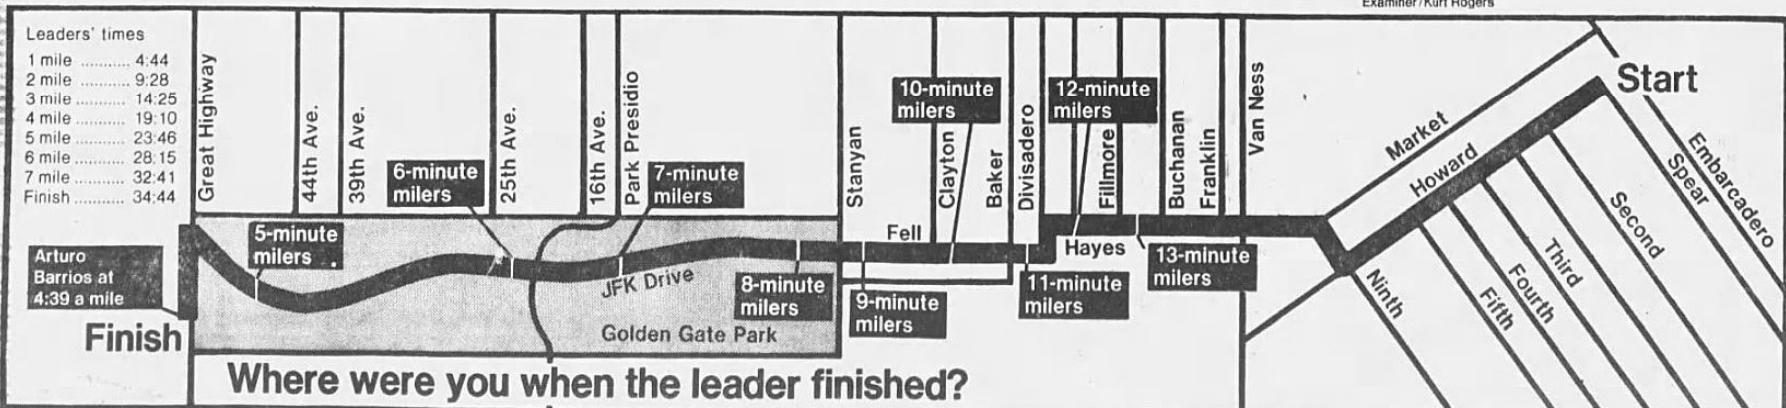 Examiner/Kurt Rogers
Leaders' times
1 mile ........... 4:44
2 mile ........... 9:28
3 mile ......... 14:25
4 mile ......... 19:10
5 mile ......... 23:46
6 mile ......... 28:15
7 mile ......... 32:41
Finish .......... 34:44
Great Highway
44th Ave.
39th Ave.
25th Ave.
16th Ave.
Park Presidio
Stanyan
Clayton
Baker
Divisadero
Fillmore
Buchanan
Franklin
Van Ness
Market
Howard
Start
Embarcadero
Spear
Second
Third
Fourth
Fifth
Ninth
Arturo
Barrios at
4:39 a mile
Finish
5-minute
milers
6-minute
milers
7-minute
milers
JFK Drive
Golden Gate Park
8-minute
milers
9-minute
milers
Fell
10-minute
milers
11-minute
milers
Hayes
12-minute
milers
13-minute
milers
Where were you when the leader finished?